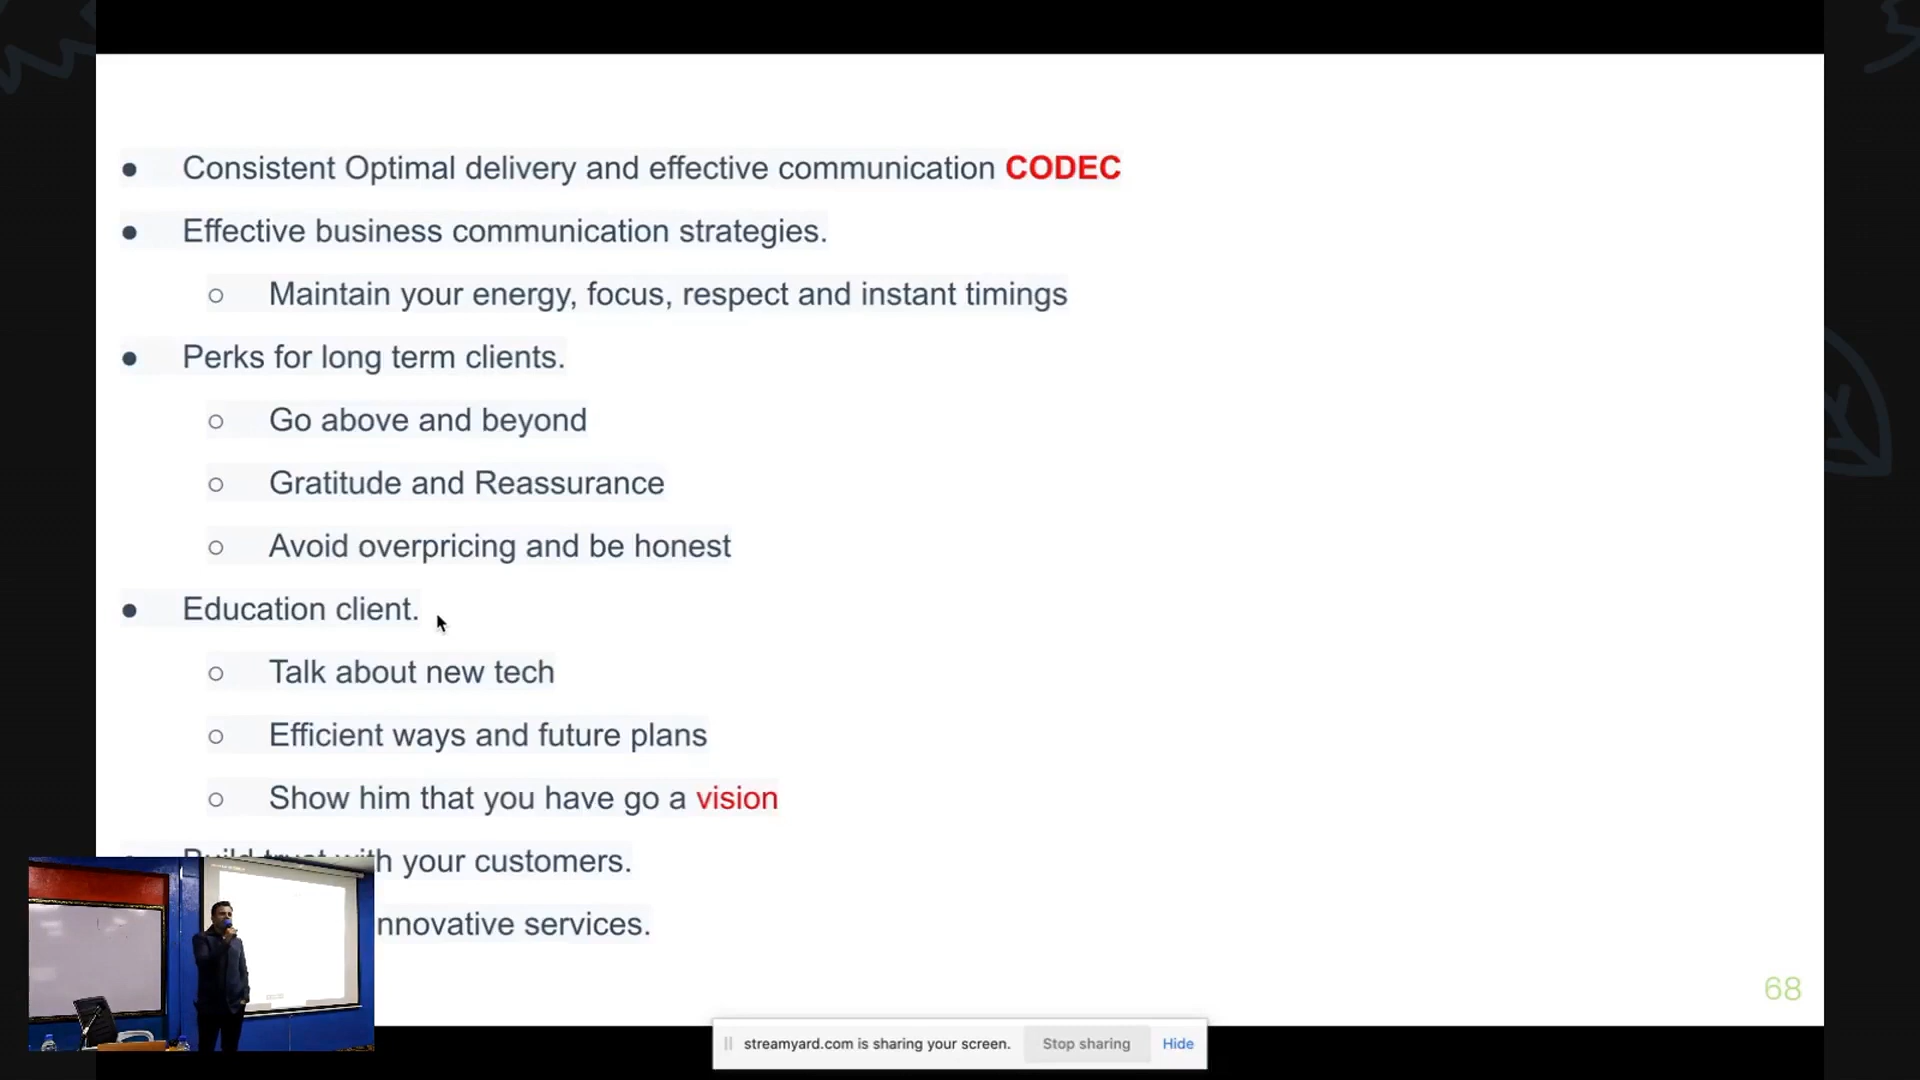 ● Consistent Optimal delivery and effective communication CODEC
● Effective business communication strategies.
○ Maintain your energy, focus, respect and instant timings
● Perks for long term clients.
○ Go above and beyond
○ Gratitude and Reassurance
○ Avoid overpricing and be honest
● Education client.
○ Talk about new tech
○ Efficient ways and future plans
○ Show him that you have go a vision
Build trust with your customers.
services.
68
streamyard.com is sharing your screen. Stop sharing Hide